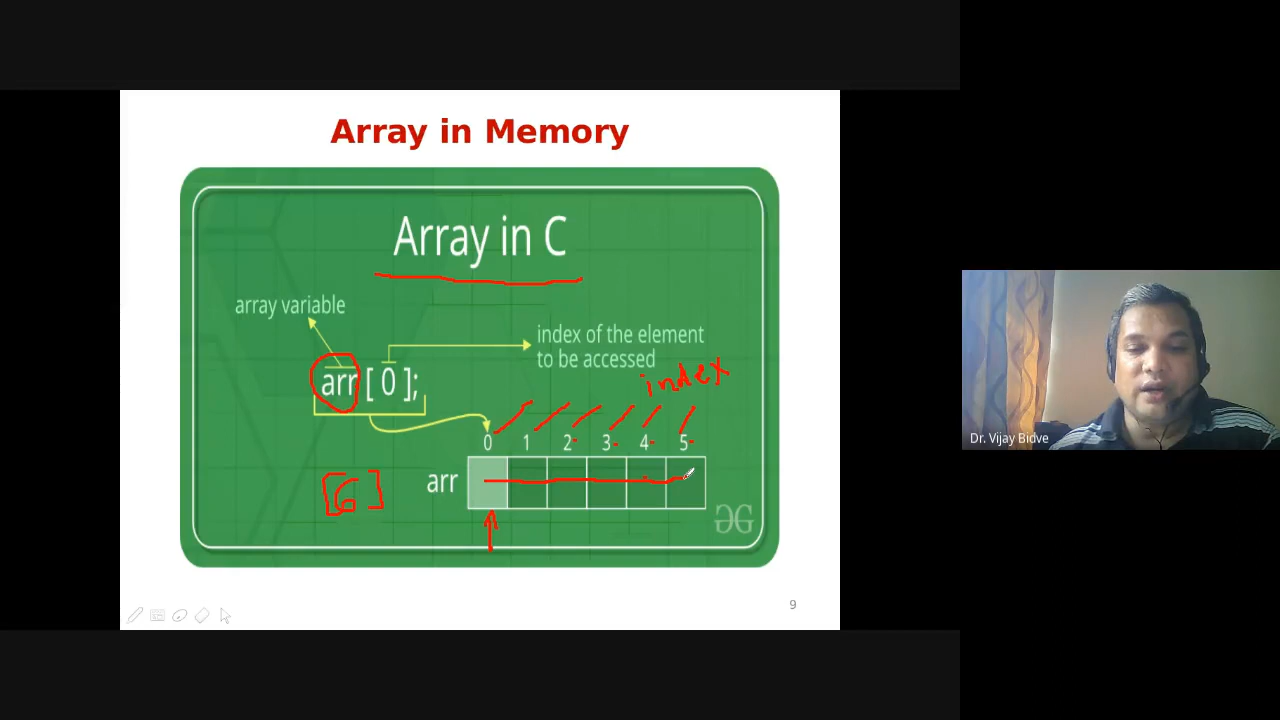 Array in Memory
Array in C
array variable
index of the element
to be accessed
arr [ 0 ];
index
0 1 2 3 4 5
arr
[6]
GG
9
Dr. Vijay Bidve